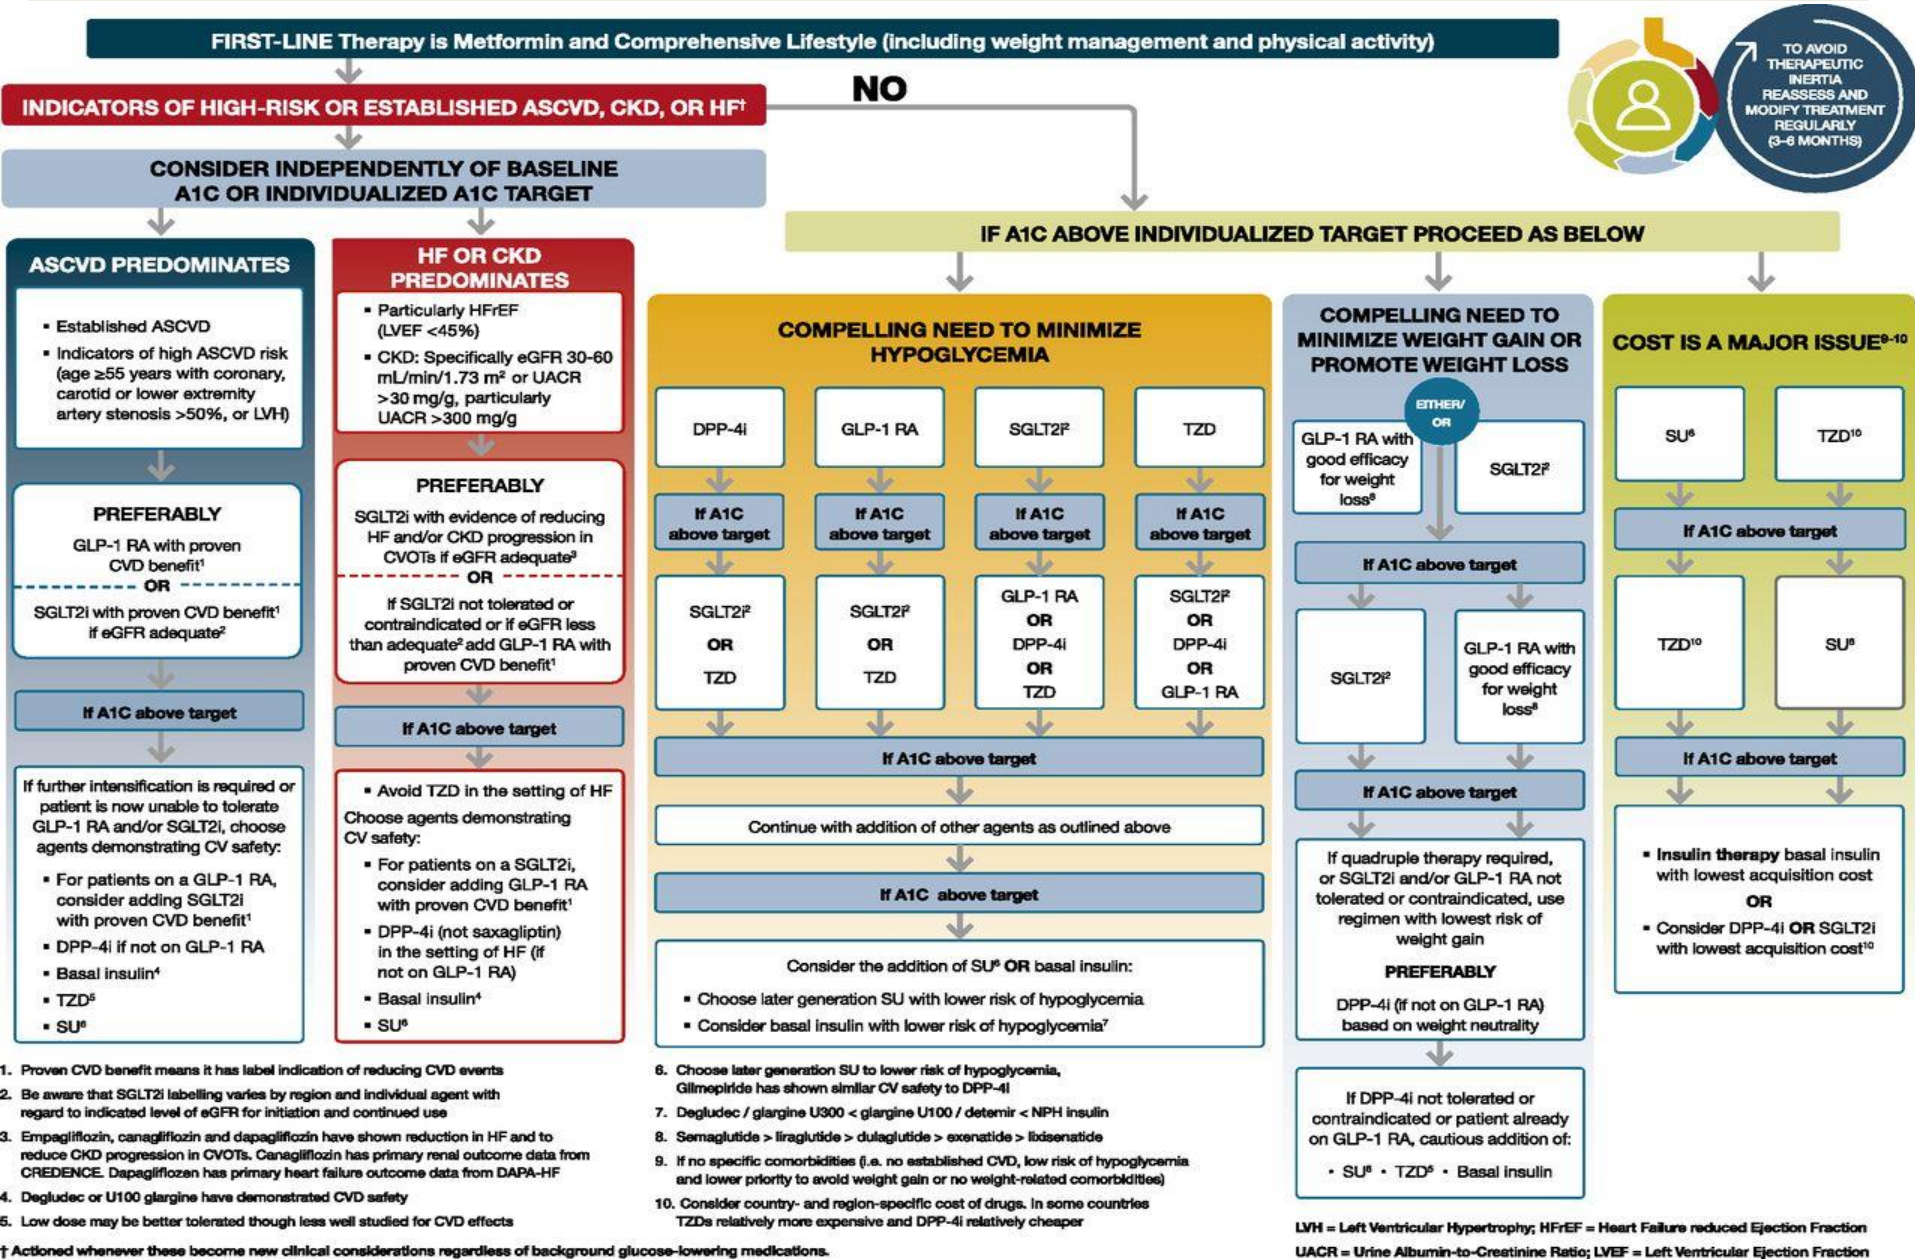 FIRST-LINE Therapy is Metformin and Comprehensive Lifestyle (including weight management and physical activity)
TO AVOID
THERAPEUTIC
INERTIA
REASSESS AND
MODIFY TREATMENT
REGULARLY
(3–6 MONTHS)
INDICATORS OF HIGH-RISK OR ESTABLISHED ASCVD, CKD, OR HF†
NO
CONSIDER INDEPENDENTLY OF BASELINE
A1C OR INDIVIDUALIZED A1C TARGET
IF A1C ABOVE INDIVIDUALIZED TARGET PROCEED AS BELOW
ASCVD PREDOMINATES
▪ Established ASCVD
▪ Indicators of high ASCVD risk
(age ≥55 years with coronary,
carotid or lower extremity
artery stenosis >50%, or LVH)
PREFERABLY
GLP-1 RA with proven
CVD benefit¹
OR
SGLT2i with proven CVD benefit¹
if eGFR adequate²
If A1C above target
If further intensification is required or
patient is now unable to tolerate
GLP-1 RA and/or SGLT2i, choose
agents demonstrating CV safety:
▪ For patients on a GLP-1 RA,
consider adding SGLT2i
with proven CVD benefit¹
▪ DPP-4i if not on GLP-1 RA
▪ Basal insulin⁴
▪ TZD⁵
▪ SU⁶
HF OR CKD
PREDOMINATES
▪ Particularly HFrEF
(LVEF <45%)
▪ CKD: Specifically eGFR 30-60
mL/min/1.73 m² or UACR
>30 mg/g, particularly
UACR >300 mg/g
PREFERABLY
SGLT2i with evidence of reducing
HF and/or CKD progression in
CVOTs if eGFR adequate³
OR
If SGLT2i not tolerated or
contraindicated or if eGFR less
than adequate² add GLP-1 RA with
proven CVD benefit¹
If A1C above target
▪ Avoid TZD in the setting of HF
Choose agents demonstrating
CV safety:
▪ For patients on a SGLT2i,
consider adding GLP-1 RA
with proven CVD benefit¹
▪ DPP-4i (not saxagliptin)
in the setting of HF (if
not on GLP-1 RA)
▪ Basal insulin⁴
▪ SU⁶
COMPELLING NEED TO MINIMIZE
HYPOGLYCEMIA
DPP-4i
GLP-1 RA
SGLT2i²
TZD
If A1C
above target
If A1C
above target
If A1C
above target
If A1C
above target
SGLT2i²
OR
TZD
SGLT2i²
OR
TZD
GLP-1 RA
OR
DPP-4i
OR
TZD
SGLT2i²
OR
DPP-4i
OR
GLP-1 RA
If A1C above target
Continue with addition of other agents as outlined above
If A1C above target
Consider the addition of SU⁶ OR basal insulin:
▪ Choose later generation SU with lower risk of hypoglycemia
▪ Consider basal insulin with lower risk of hypoglycemia⁷
COMPELLING NEED TO
MINIMIZE WEIGHT GAIN OR
PROMOTE WEIGHT LOSS
EITHER/
OR
GLP-1 RA with
good efficacy
for weight
loss⁸
SGLT2i²
If A1C above target
SGLT2i²
GLP-1 RA with
good efficacy
for weight
loss⁸
If A1C above target
If quadruple therapy required,
or SGLT2i and/or GLP-1 RA not
tolerated or contraindicated, use
regimen with lowest risk of
weight gain
PREFERABLY
DPP-4i (if not on GLP-1 RA)
based on weight neutrality
If DPP-4i not tolerated or
contraindicated or patient already
on GLP-1 RA, cautious addition of:
• SU⁶ • TZD⁵ • Basal insulin
COST IS A MAJOR ISSUE⁹⁻¹⁰
SU⁶
TZD¹⁰
If A1C above target
TZD¹⁰
SU⁶
If A1C above target
▪ Insulin therapy basal insulin
with lowest acquisition cost
OR
▪ Consider DPP-4i OR SGLT2i
with lowest acquisition cost¹⁰
1. Proven CVD benefit means it has label indication of reducing CVD events
2. Be aware that SGLT2i labelling varies by region and individual agent with
regard to indicated level of eGFR for initiation and continued use
3. Empagliflozin, canagliflozin and dapagliflozin have shown reduction in HF and to
reduce CKD progression in CVOTs. Canagliflozin has primary renal outcome data from
CREDENCE. Dapagliflozen has primary heart failure outcome data from DAPA-HF
4. Degludec or U100 glargine have demonstrated CVD safety
5. Low dose may be better tolerated though less well studied for CVD effects
† Actioned whenever these become new clinical considerations regardless of background glucose-lowering medications.
6. Choose later generation SU to lower risk of hypoglycemia,
Glimepiride has shown similar CV safety to DPP-4i
7. Degludec / glargine U300 < glargine U100 / detemir < NPH insulin
8. Semaglutide > liraglutide > dulaglutide > exenatide > lixisenatide
9. If no specific comorbidities (i.e. no established CVD, low risk of hypoglycemia
and lower priority to avoid weight gain or no weight-related comorbidities)
10. Consider country- and region-specific cost of drugs. In some countries
TZDs relatively more expensive and DPP-4i relatively cheaper
LVH = Left Ventricular Hypertrophy; HFrEF = Heart Failure reduced Ejection Fraction
UACR = Urine Albumin-to-Creatinine Ratio; LVEF = Left Ventricular Ejection Fraction